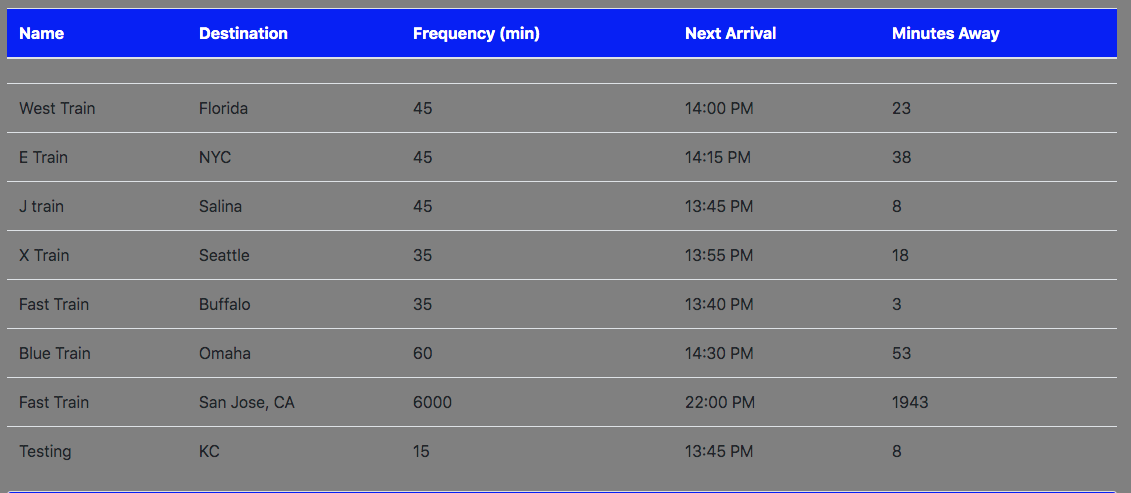 Name Destination Frequency (min) Next Arrival Minutes Away
West Train Florida 45 14:00 PM 23
E Train NYC 45 14:15 PM 38
J train Salina 45 13:45 PM 8
X Train Seattle 35 13:55 PM 18
Fast Train Buffalo 35 13:40 PM 3
Blue Train Omaha 60 14:30 PM 53
Fast Train San Jose, CA 6000 22:00 PM 1943
Testing KC 15 13:45 PM 8